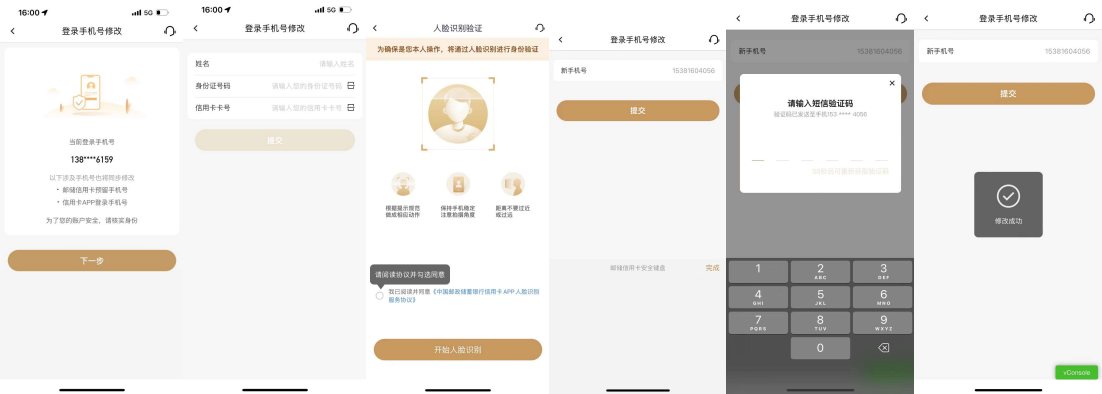 16:00
5G
登录手机号修改
当前登录手机号
138****6159
以下涉及手机号也将同步修改
• 邮储信用卡预留手机号
• 信用卡APP登录手机号
为了您的账户安全，请核实身份
下一步
16:00
5G
登录手机号修改
姓名 请输入姓名
身份证号码 请输入您的身份证号码
信用卡卡号 请输入您的信用卡卡号
提交
人脸识别验证
为确保是您本人操作，将通过人脸识别进行身份验证
根据提示规范
做成相应动作
保持手机稳定
注意拍摄角度
距离不要过近
或过远
请阅读协议并勾选同意
我已阅读并同意《中国邮政储蓄银行信用卡APP人脸识别
服务协议》
开始人脸识别
登录手机号修改
新手机号 15381604056
提交
邮储信用卡安全键盘 完成
登录手机号修改
新手机号 15381604056
请输入短信验证码
验证码已发送至手机153 **** 4056
1 2 3
ABC DEF
4 5 6
GHI JKL MNO
7 8 9
PQRS TUV WXYZ
0
登录手机号修改
新手机号 15381604056
提交
修改成功
vConsole